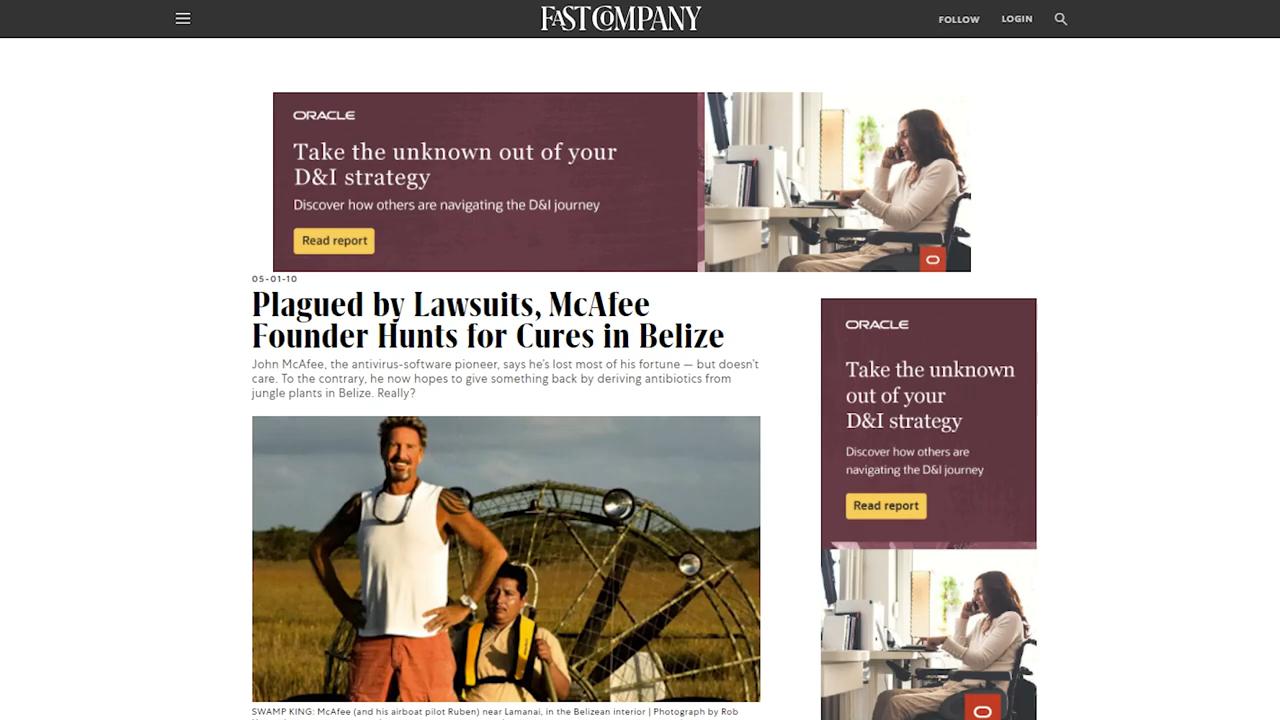 FAST COMPANY
FOLLOW
LOGIN
ORACLE
Take the unknown out of your
D&I strategy
Discover how others are navigating the D&I journey
Read report
05-01-10
Plagued by Lawsuits, McAfee
Founder Hunts for Cures in Belize
John McAfee, the antivirus-software pioneer, says he's lost most of his fortune — but doesn't
care. To the contrary, he now hopes to give something back by deriving antibiotics from
jungle plants in Belize. Really?
SWAMP KING: McAfee (and his airboat pilot Ruben) near Lamanai, in the Belizean interior | Photograph by Rob
ORACLE
Take the unknown
out of your
D&I strategy
Discover how others are
navigating the D&I journey
Read report